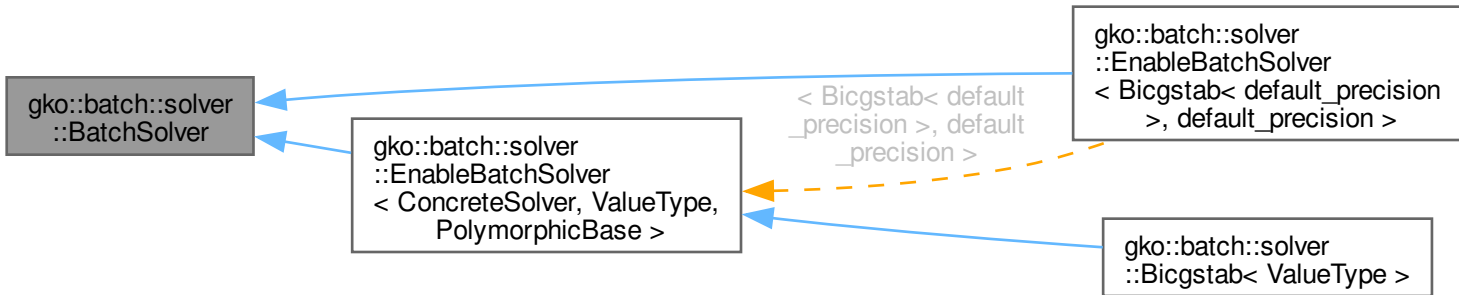 gko::batch::solver
::BatchSolver
gko::batch::solver
::EnableBatchSolver
< ConcreteSolver, ValueType,
PolymorphicBase >
< Bicgstab< default
_precision >, default
_precision >
gko::batch::solver
::EnableBatchSolver
< Bicgstab< default_precision
>, default_precision >
gko::batch::solver
::Bicgstab< ValueType >